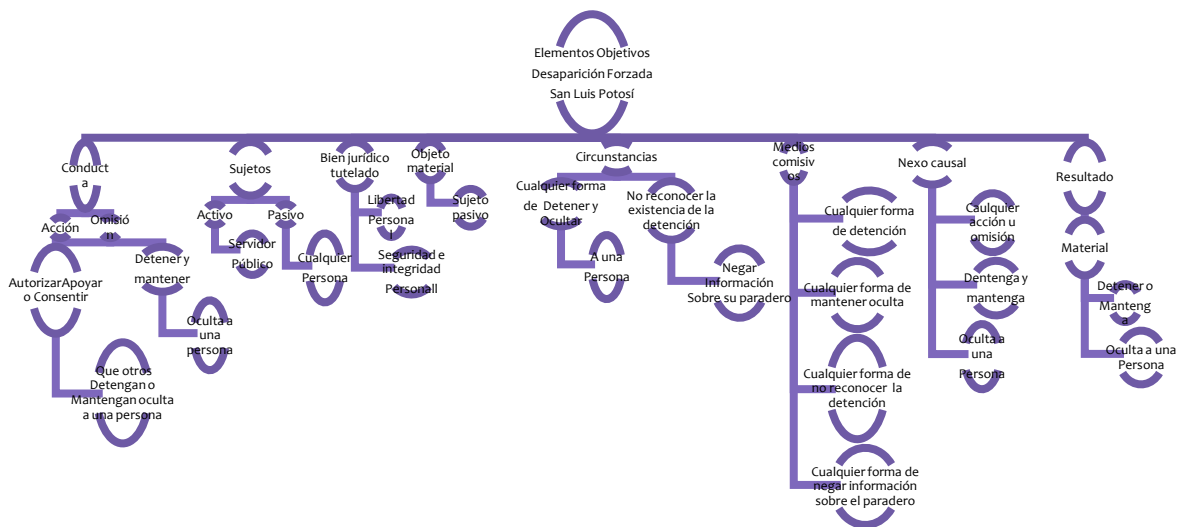 Elementos Objetivos
Desaparición Forzada
San Luis Potosí
Conduct
a
Acción
Omisió
n
AutorizarApoyar
o Consentir
Que otros
Detengan o
Mantengan oculta
a una persona
Detener y
mantener
Oculta a
una
persona
Sujetos
Activo
Servidor
Público
Pasivo
Cualquier
Persona
Bien jurídico
tutelado
Libertad
Persona
l
Seguridad e
integridad
Personall
Objeto
material
Sujeto
pasivo
Circunstancias
Cualquier forma
de Detener y
Ocultar
A una
Persona
No reconocer la
existencia de la
detención
Negar
Información
Sobre su paradero
Medios
comisiv
os
Cualquier forma
de detención
Cualquier forma de
mantener oculta
Cualquier forma de
no reconocer la
detención
Cualquier forma de
negar información
sobre el paradero
Nexo causal
Caulquier
acción u
omisión
Dentenga y
mantenga
Oculta a
una
Persona
Resultado
Material
Detener o
Manteng
a
Oculta a una
Persona